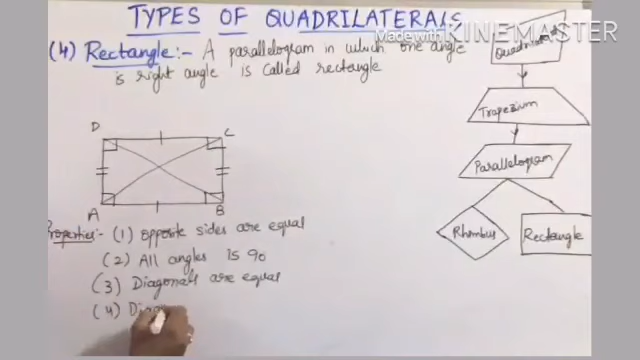 TYPES OF QUADRILATERALS
Made with KINEMASTER
(4) Rectangle:- A parallelogram in which one angle
is right angle is called rectangle
Trapezium
Parallelogram
Rhombus
Rectangle
D
C
A
B
Properties:- (1) opposite sides are equal
(2) All angles is 90
(3) Diagonals are equal
(4)